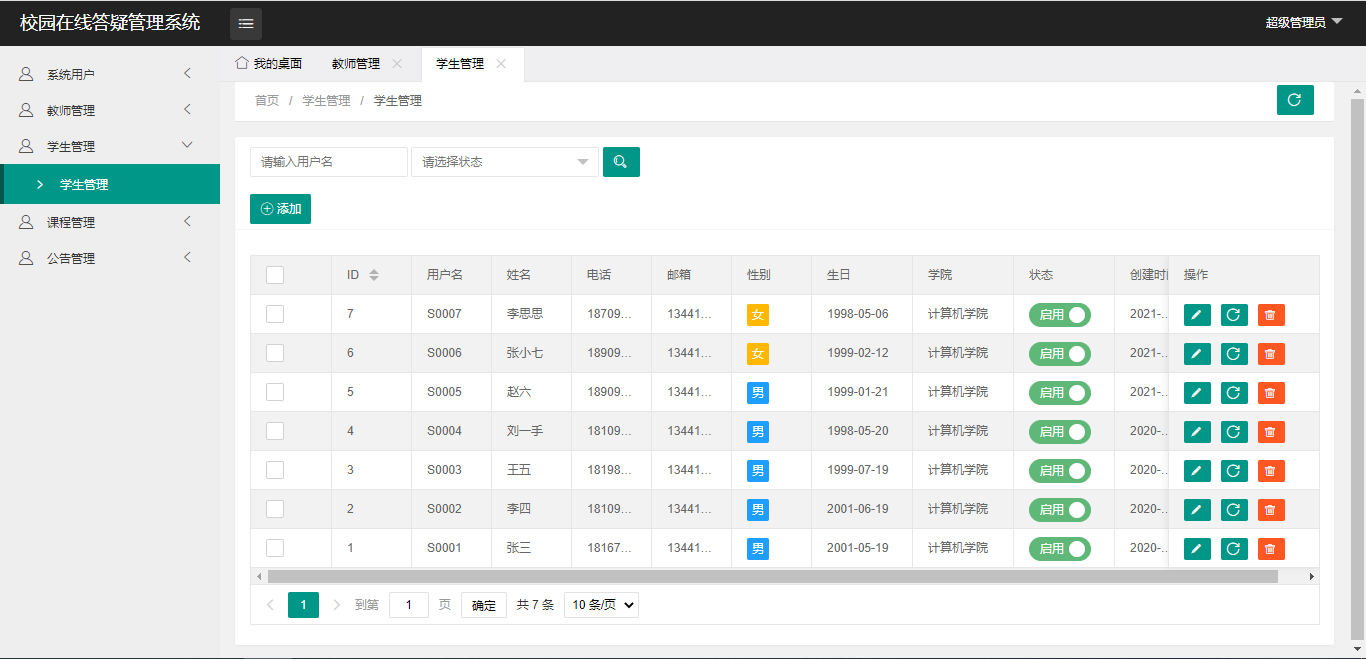 校园在线答疑管理系统
超级管理员
系统用户
教师管理
学生管理
学生管理
课程管理
公告管理
我的桌面 教师管理 学生管理
首页 / 学生管理 / 学生管理
请输入用户名 请选择状态
添加
ID 用户名 姓名 电话 邮箱 性别 生日 学院 状态 创建时 操作
7 S0007 李思思 18709... 13441... 女 1998-05-06 计算机学院 启用 2021-...
6 S0006 张小七 18909... 13441... 女 1999-02-12 计算机学院 启用 2021-...
5 S0005 赵六 18909... 13441... 男 1999-01-21 计算机学院 启用 2021-...
4 S0004 刘一手 18109... 13441... 男 1998-05-20 计算机学院 启用 2020-...
3 S0003 王五 18198... 13441... 男 1999-07-19 计算机学院 启用 2020-...
2 S0002 李四 18109... 13441... 男 2001-06-19 计算机学院 启用 2020-...
1 S0001 张三 18167... 13441... 男 2001-05-19 计算机学院 启用 2020-...
1 到第 1 页 确定 共 7 条 10 条/页